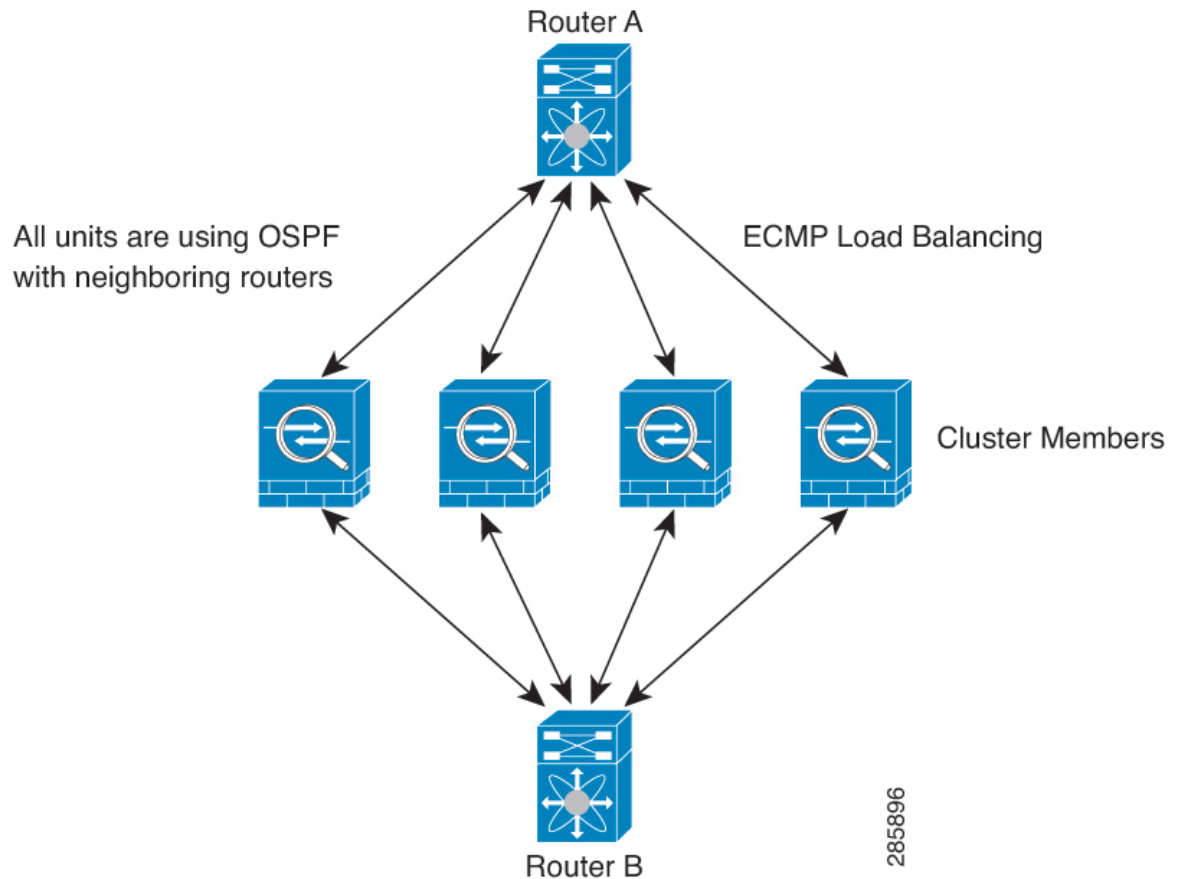 Router A
All units are using OSPF
with neighboring routers
ECMP Load Balancing
Cluster Members
Router B
285896